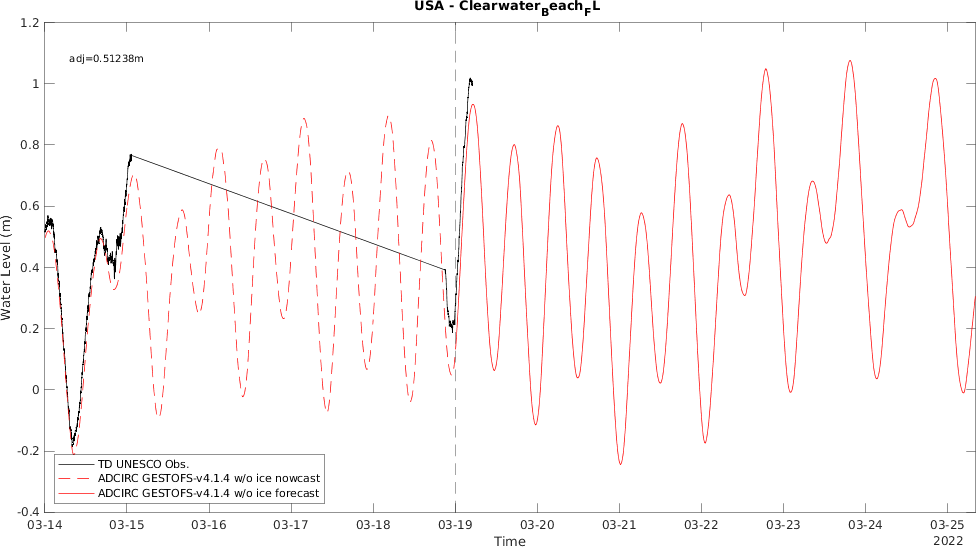 USA - Clearwater_Beach_FL
adj=0.51238m
Water Level (m)
1.2
1
0.8
0.6
0.4
0.2
0
-0.2
-0.4
TD UNESCO Obs.
ADCIRC GESTOFS-v4.1.4 w/o ice nowcast
ADCIRC GESTOFS-v4.1.4 w/o ice forecast
03-14 03-15 03-16 03-17 03-18 03-19 03-20 03-21 03-22 03-23 03-24 03-25
Time
2022